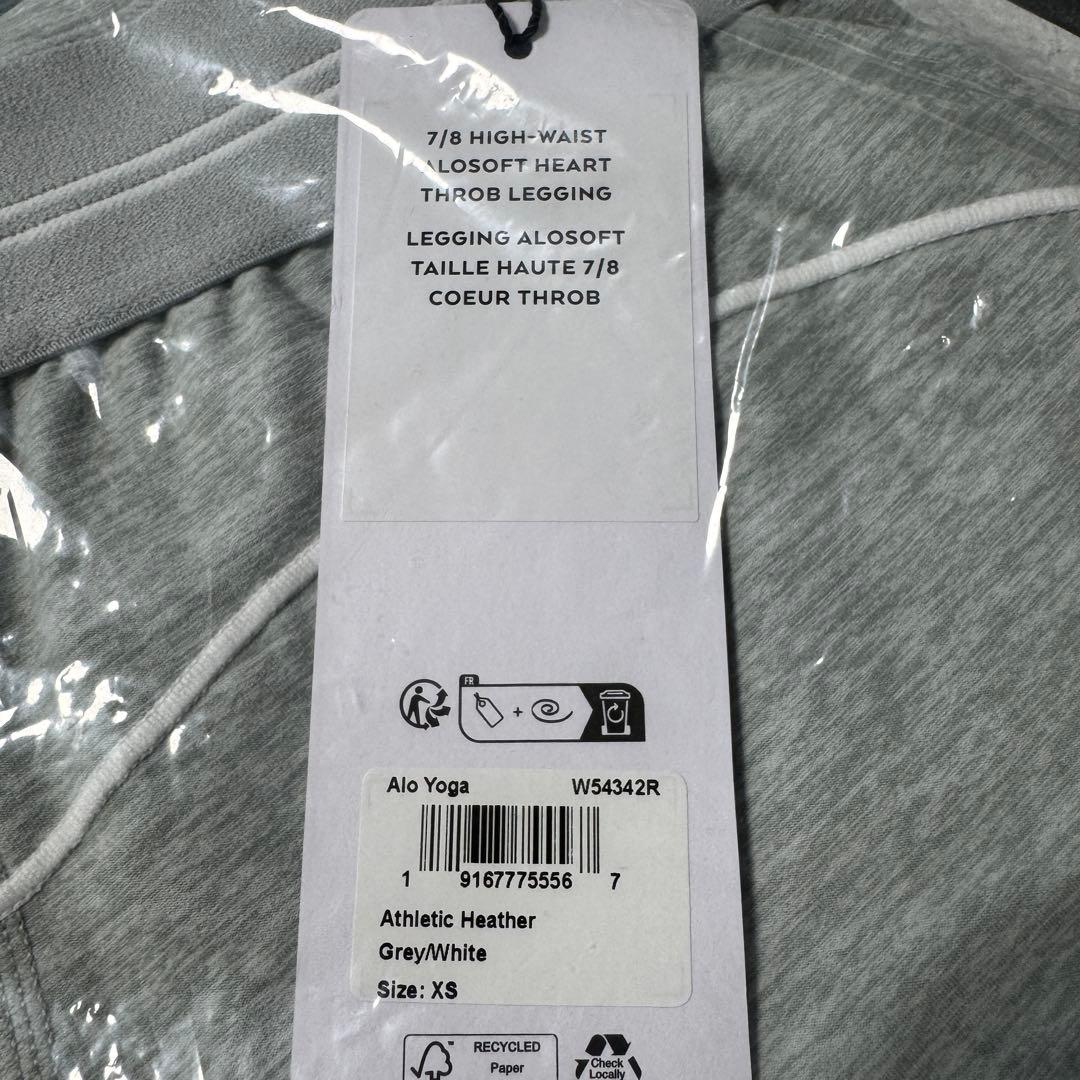 7/8 HIGH-WAIST
ALOSOFT HEART
THROB LEGGING
LEGGING ALOSOFT
TAILLE HAUTE 7/8
COEUR THROB
FR
+
Alo Yoga W54342R
1 9167775556 7
Athletic Heather
Grey/White
Size: XS
RECYCLED
Paper
Check
Locally